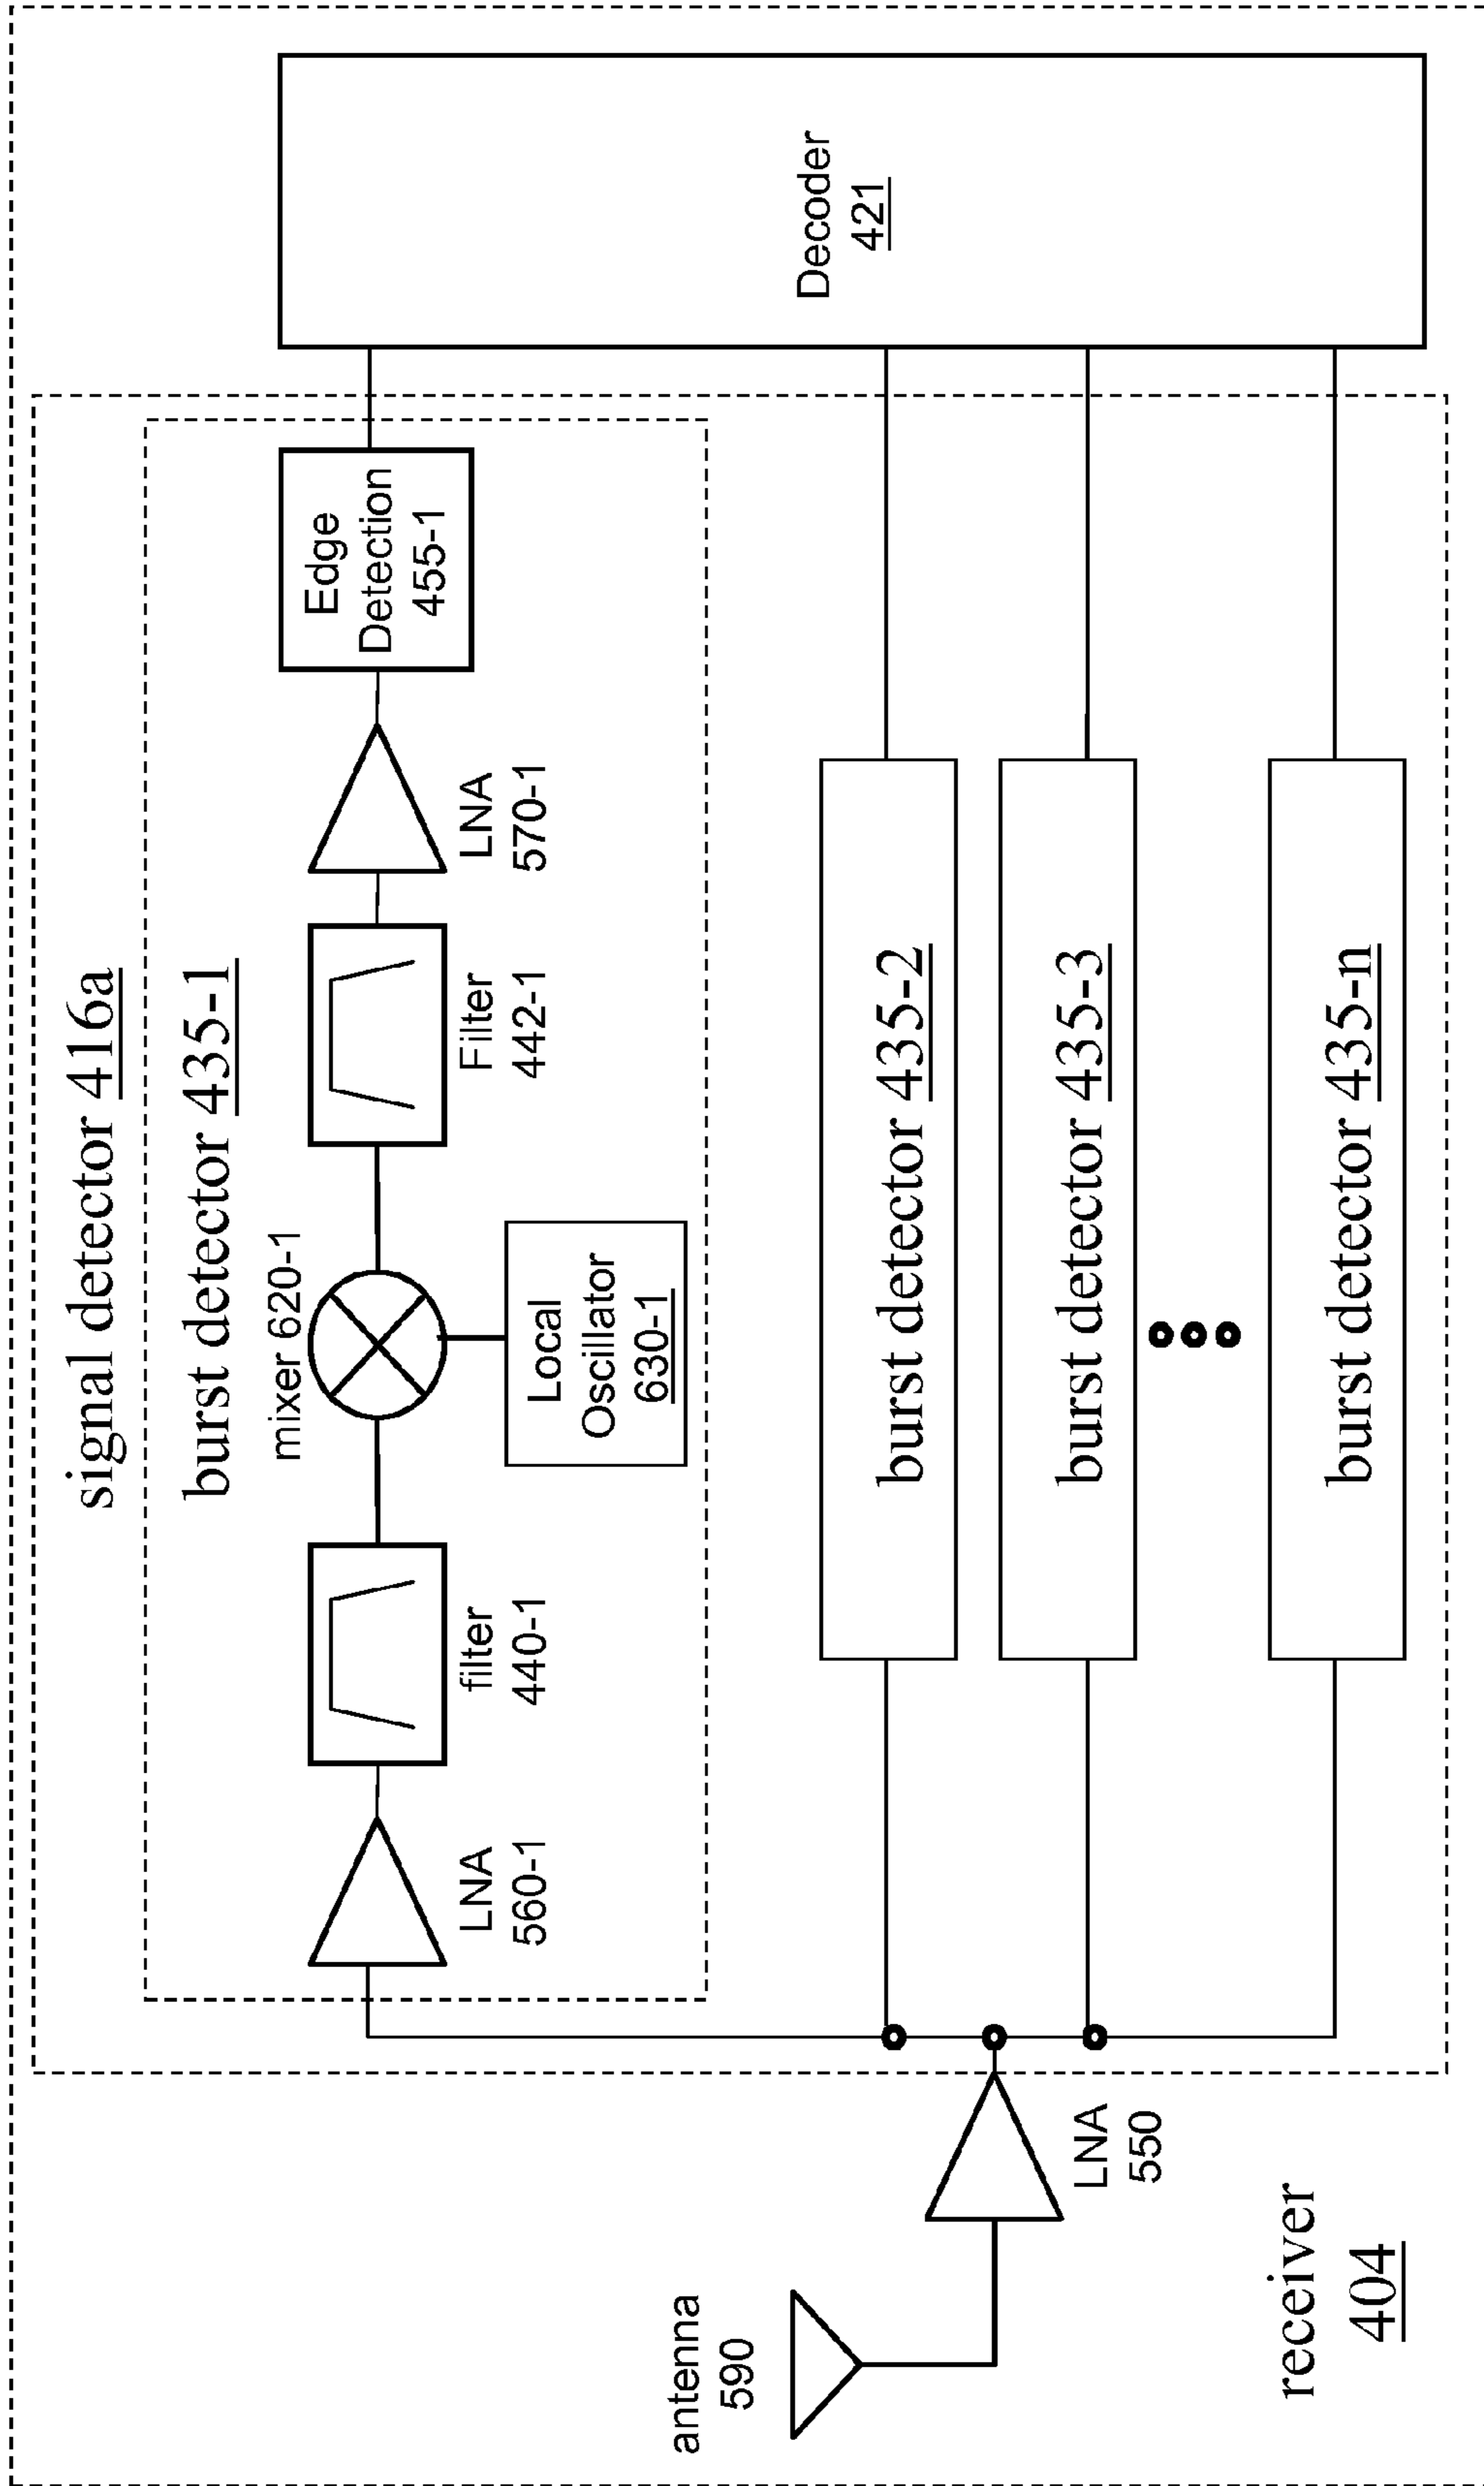 signal detector 416a
burst detector 435-1
mixer 620-1
LNA
560-1
filter
440-1
Local
Oscillator
630-1
Filter
442-1
LNA
570-1
Edge
Detection
455-1
Decoder
421
burst detector 435-2
burst detector 435-3
burst detector 435-n
antenna
590
LNA
550
receiver
404